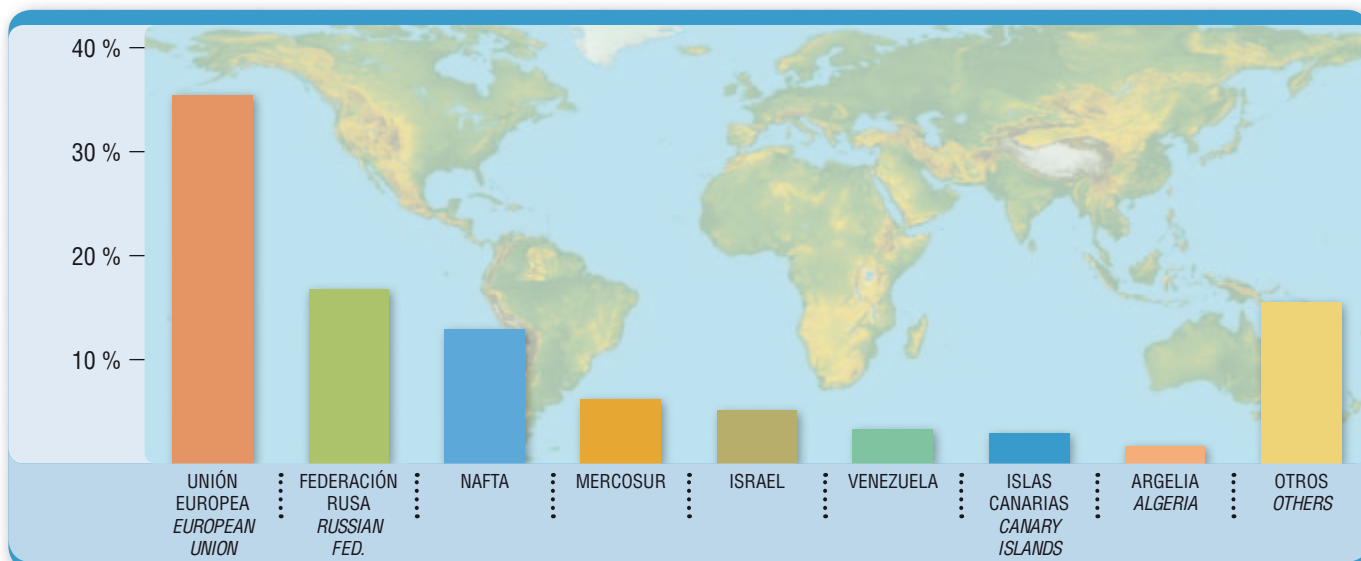 40 %
30 %
20 %
10 %
UNIÓN
EUROPEA
EUROPEAN
UNION
FEDERACIÓN
RUSA
RUSSIAN
FED.
NAFTA
MERCOSUR
ISRAEL
VENEZUELA
ISLAS
CANARIAS
CANARY
ISLANDS
ARGELIA
ALGERIA
OTROS
OTHERS